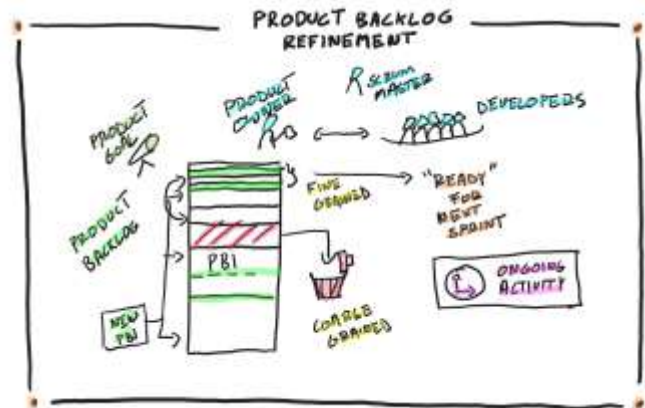 PRODUCT BACKLOG
REFINEMENT
PRODUCT
GOAL
PRODUCT
OWNER
SCRUM
MASTER
DEVELOPERS
PRODUCT
BACKLOG
FINE
GRAINED
"READY"
FOR
NEXT
SPRINT
PBI
NEW
PBI
COARSE
GRAINED
ONGOING
ACTIVITY